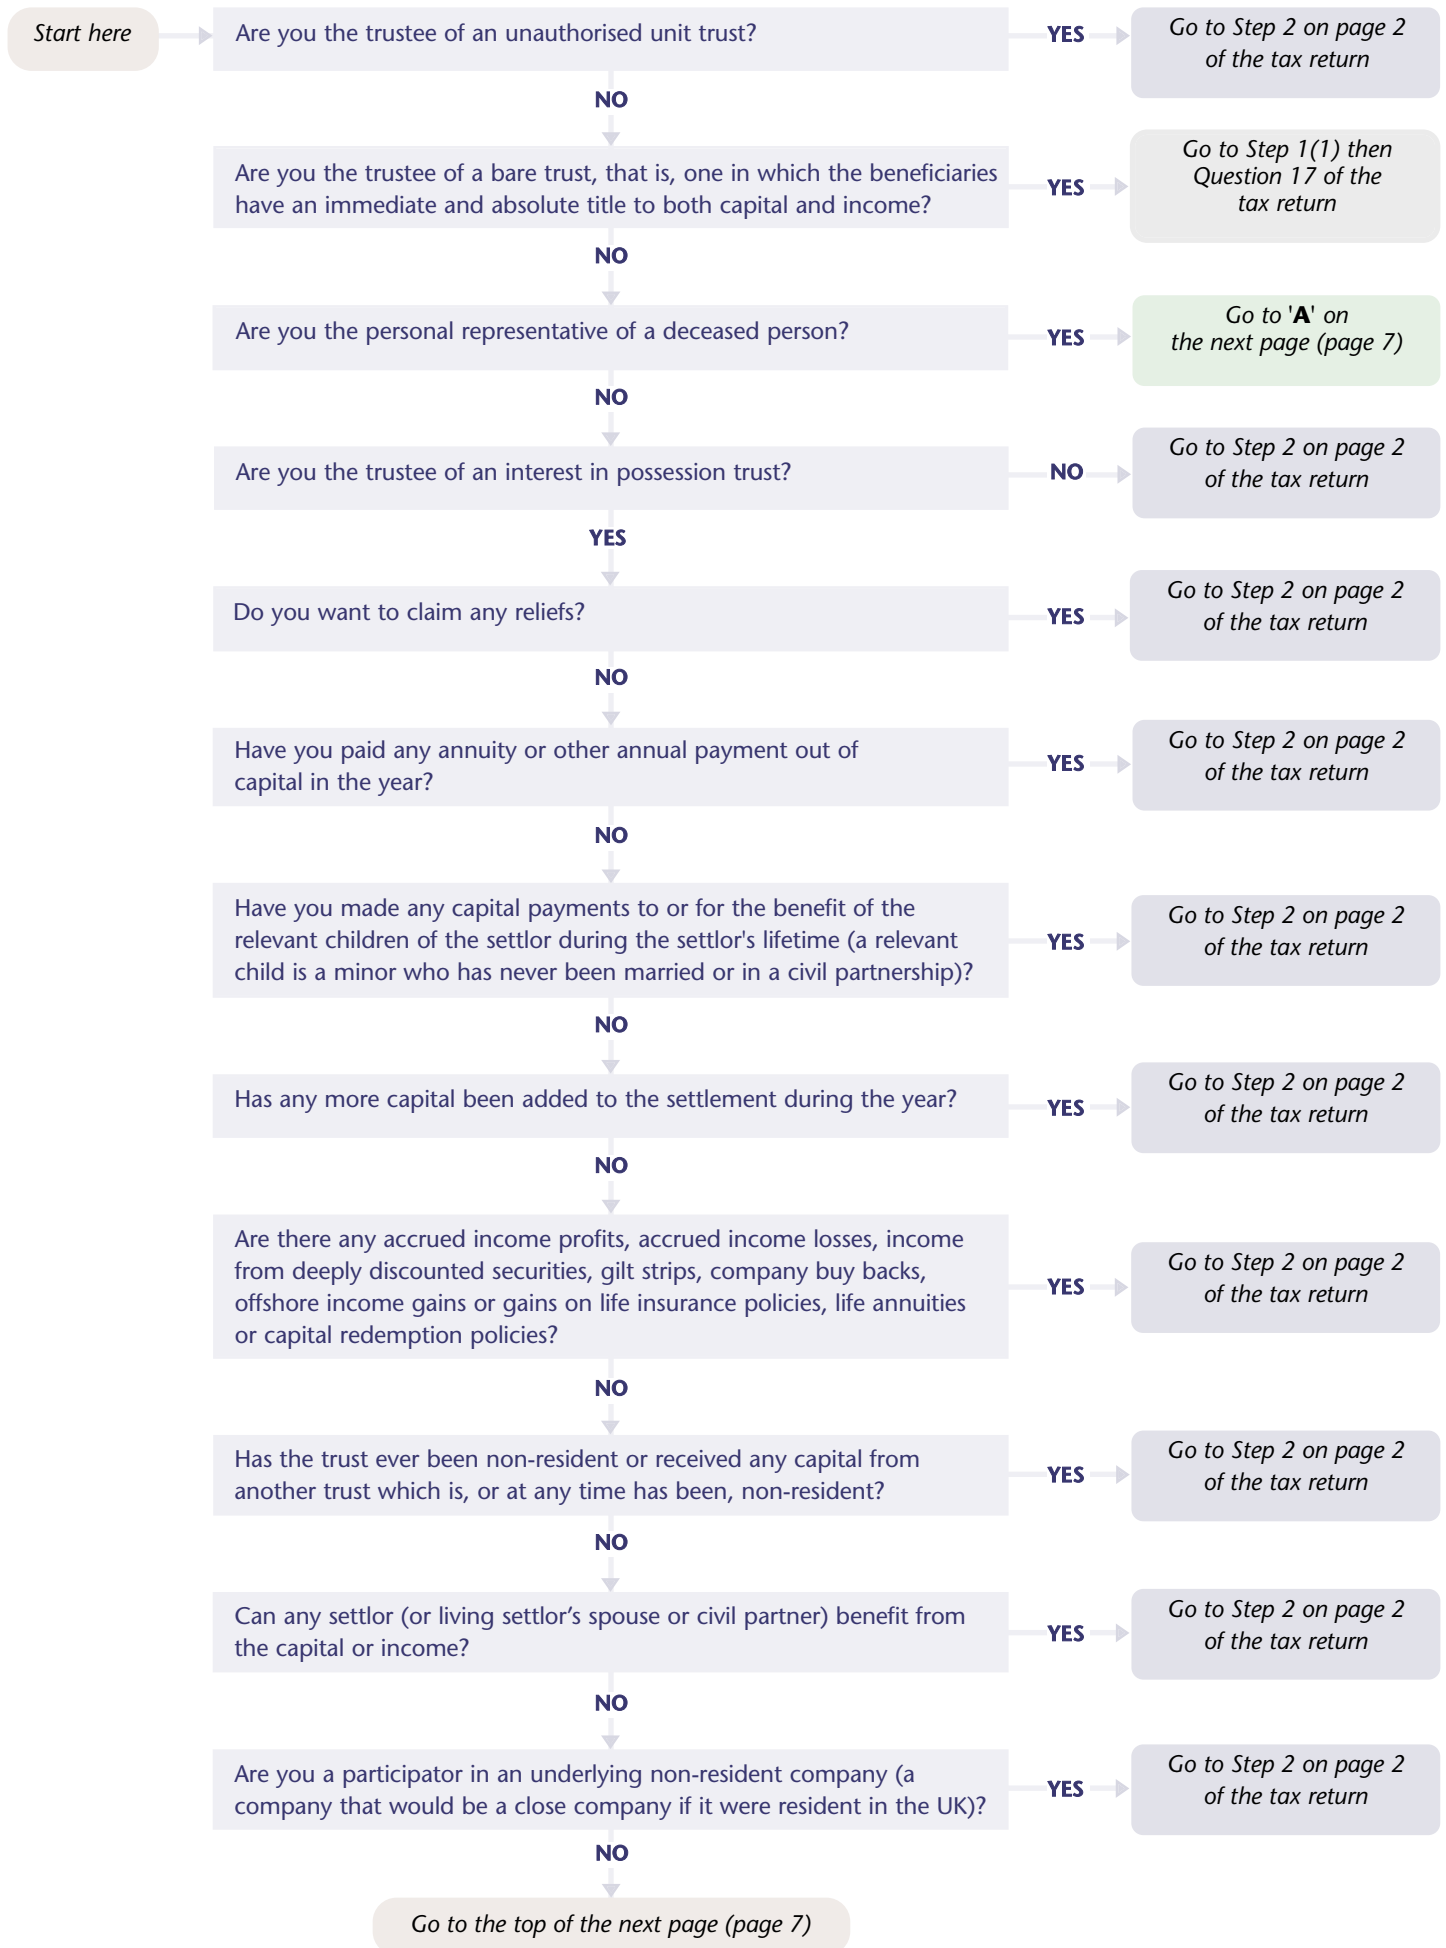 Start here
Are you the trustee of an unauthorised unit trust?
YES
Go to Step 2 on page 2
of the tax return
NO
Are you the trustee of a bare trust, that is, one in which the beneficiaries
have an immediate and absolute title to both capital and income?
YES
Go to Step 1(1) then
Question 17 of the
tax return
NO
Are you the personal representative of a deceased person?
YES
Go to 'A' on
the next page (page 7)
NO
Are you the trustee of an interest in possession trust?
NO
Go to Step 2 on page 2
of the tax return
YES
Do you want to claim any reliefs?
YES
Go to Step 2 on page 2
of the tax return
NO
Have you paid any annuity or other annual payment out of
capital in the year?
YES
Go to Step 2 on page 2
of the tax return
NO
Have you made any capital payments to or for the benefit of the
relevant children of the settlor during the settlor's lifetime (a relevant
child is a minor who has never been married or in a civil partnership)?
YES
Go to Step 2 on page 2
of the tax return
NO
Has any more capital been added to the settlement during the year?
YES
Go to Step 2 on page 2
of the tax return
NO
Are there any accrued income profits, accrued income losses, income
from deeply discounted securities, gilt strips, company buy backs,
offshore income gains or gains on life insurance policies, life annuities
or capital redemption policies?
YES
Go to Step 2 on page 2
of the tax return
NO
Has the trust ever been non-resident or received any capital from
another trust which is, or at any time has been, non-resident?
YES
Go to Step 2 on page 2
of the tax return
NO
Can any settlor (or living settlor’s spouse or civil partner) benefit from
the capital or income?
YES
Go to Step 2 on page 2
of the tax return
NO
Are you a participator in an underlying non-resident company (a
company that would be a close company if it were resident in the UK)?
YES
Go to Step 2 on page 2
of the tax return
NO
Go to the top of the next page (page 7)